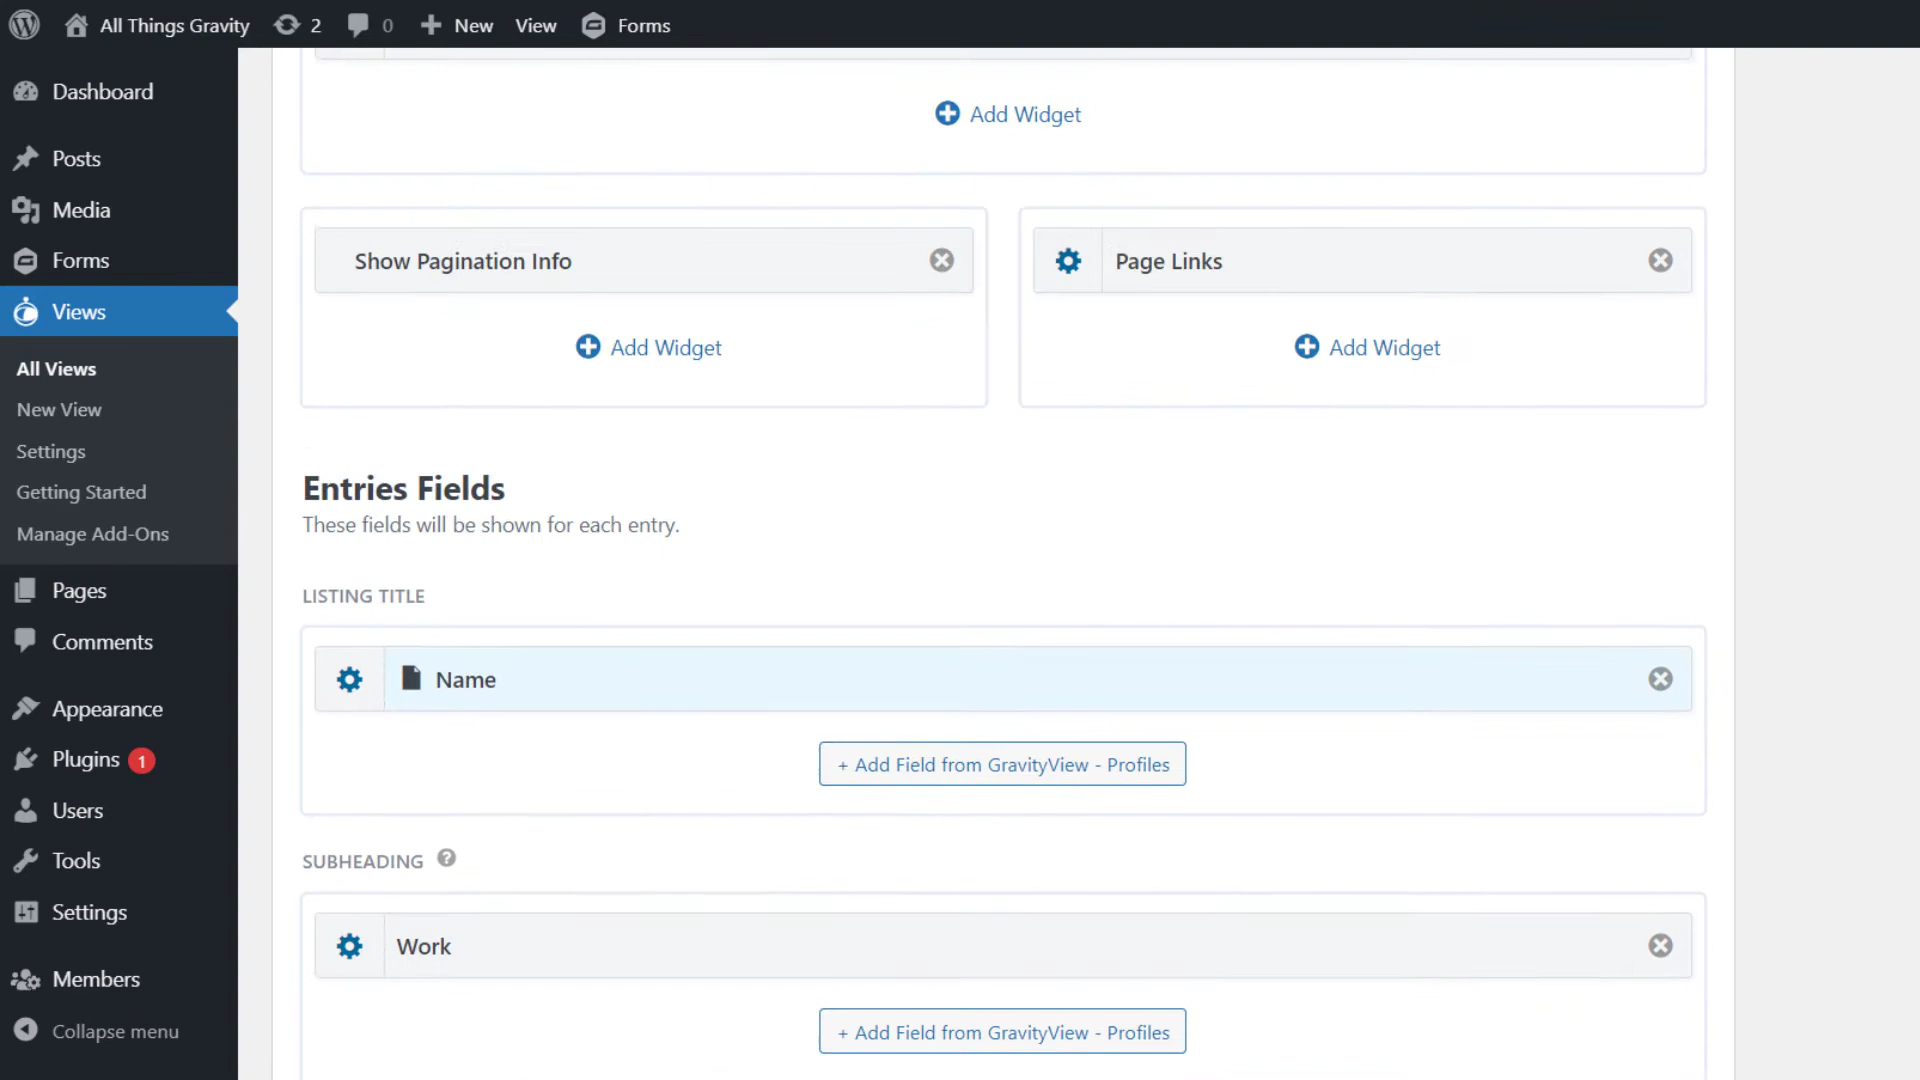 All Things Gravity
2
0
New
View
Forms
Dashboard
Posts
Media
Forms
Views
All Views
New View
Settings
Getting Started
Manage Add-Ons
Pages
Comments
Appearance
Plugins 1
Users
Tools
Settings
Members
Collapse menu
Add Widget
Show Pagination Info
Add Widget
Page Links
Add Widget
Entries Fields
These fields will be shown for each entry.
LISTING TITLE
Name
+ Add Field from GravityView - Profiles
SUBHEADING ?
Work
+ Add Field from GravityView - Profiles